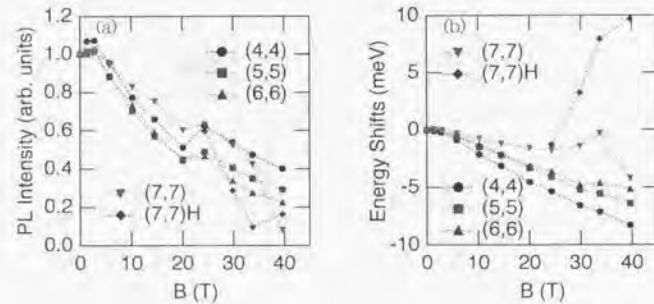 (a)
PL Intensity (arb. units)
1.2
1.0
0.8
0.6
0.4
0.2
0.0
(4,4)
(5,5)
(6,6)
(7,7)
(7,7)H
0 10 20 30 40
B (T)
(b)
Energy Shifts (meV)
10
5
0
-5
-10
(7,7)
(7,7)H
(4,4)
(5,5)
(6,6)
0 10 20 30 40
B (T)